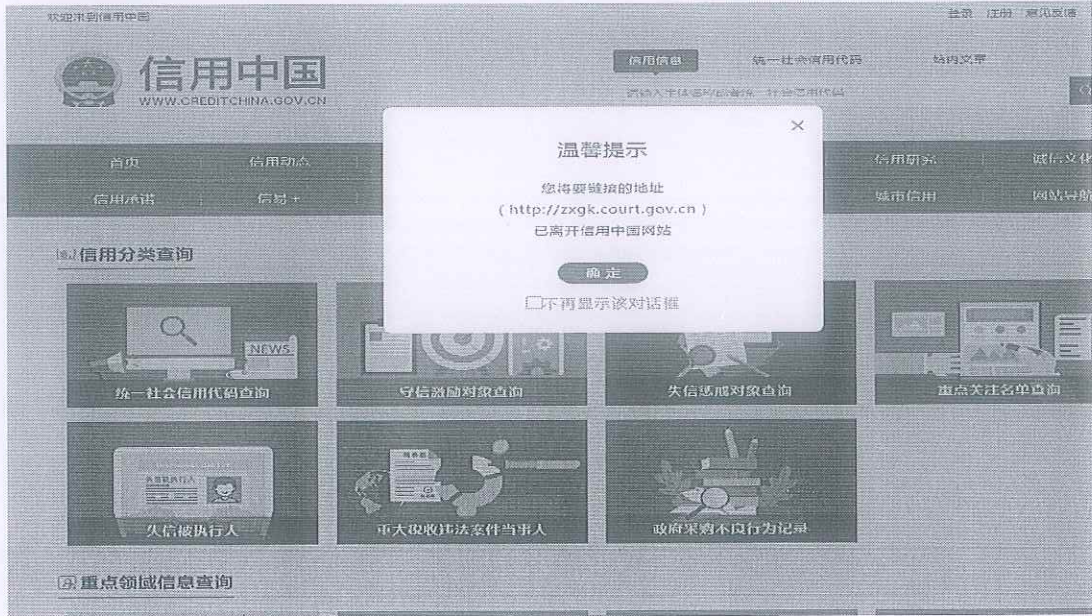 欢迎来到信用中国
登录 注册 意见反馈
信用中国
WWW.CREDITCHINA.GOV.CN
信用信息 统一社会信用代码 站内文章
温馨提示
您将要链接的地址
( http://zxgk.court.gov.cn )
已离开信用中国网站
确定
不再显示该对话框
首页 信用动态 信用研究 诚信文化
信用承诺 信易+ 城市信用 网站导航
信用分类查询
NEWS
统一社会信用代码查询 守信激励对象查询 失信惩戒对象查询 重点关注名单查询
失信被执行人 重大税收违法案件当事人 政府采购不良行为记录
重点领域信息查询